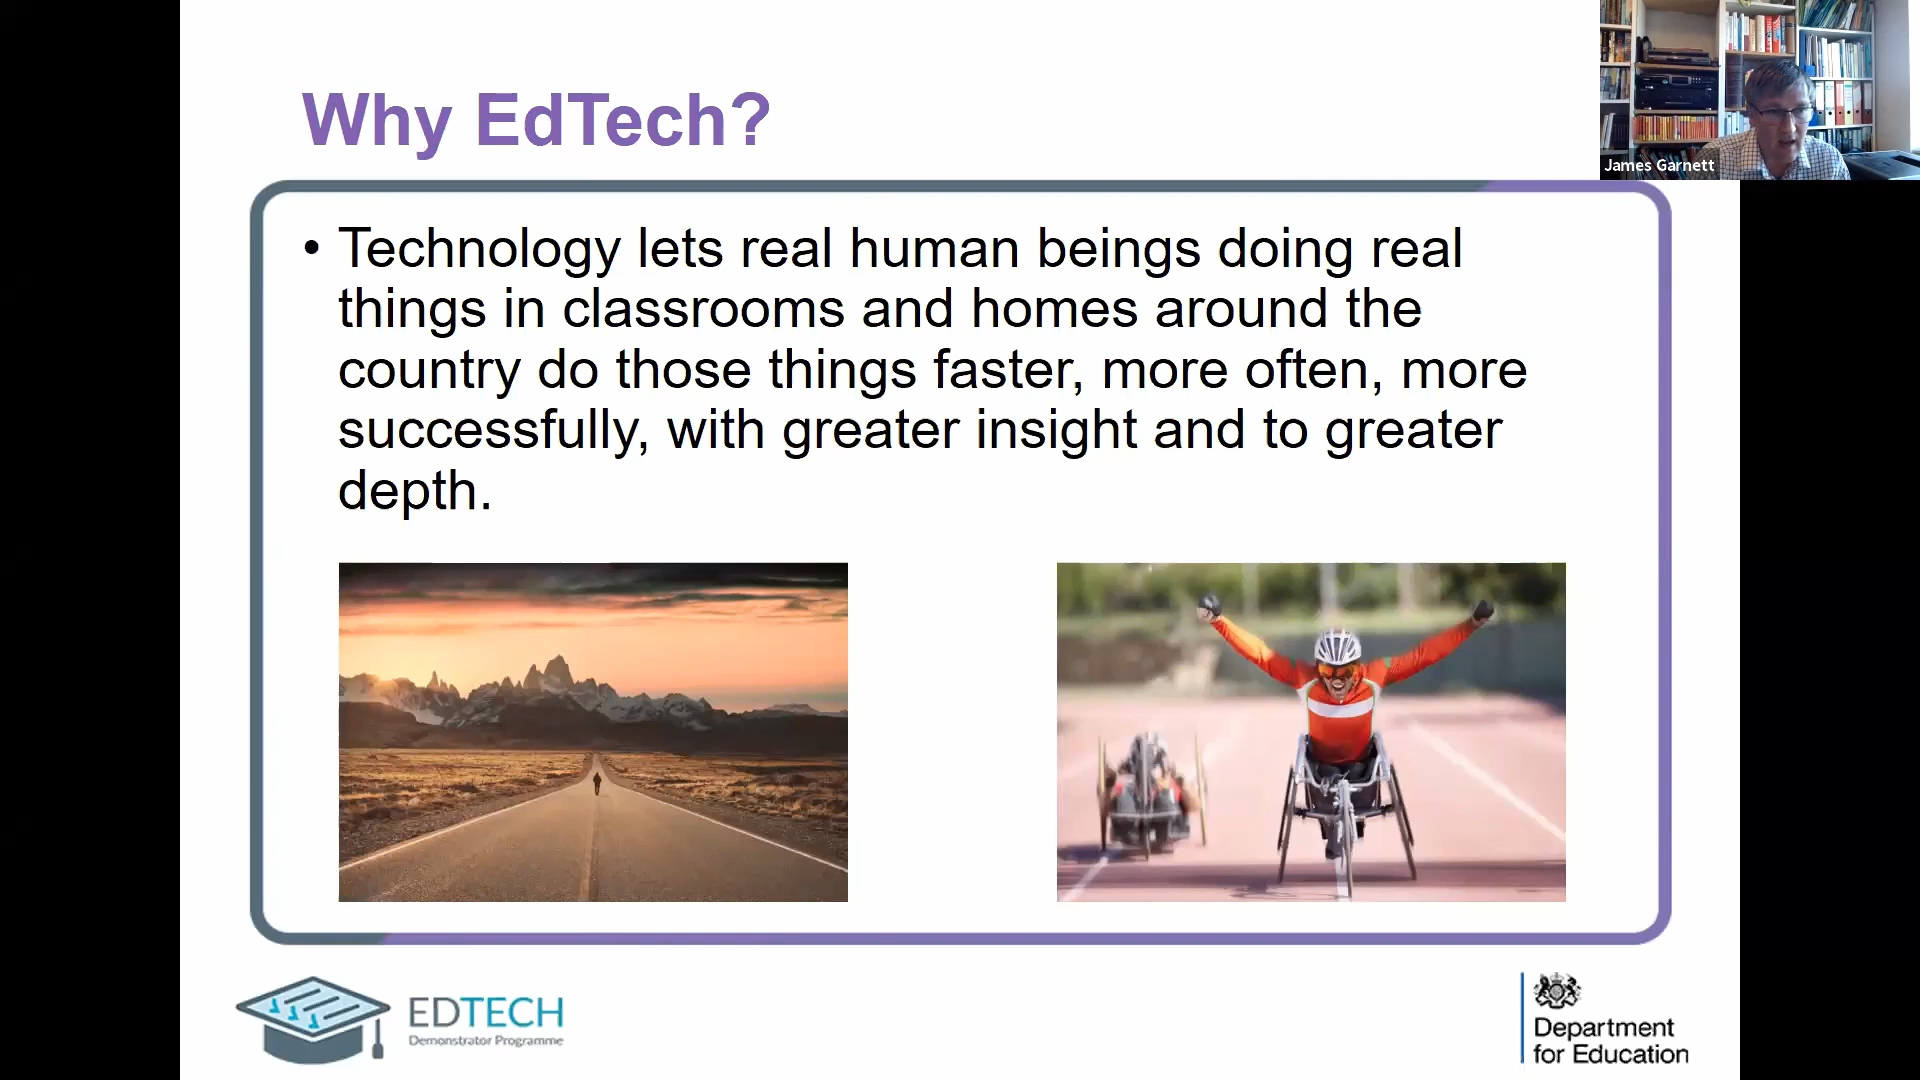 Why EdTech?
James Garnett
• Technology lets real human beings doing real
things in classrooms and homes around the
country do those things faster, more often, more
successfully, with greater insight and to greater
depth.
EDTECH
Demonstrator Programme
Department
for Education